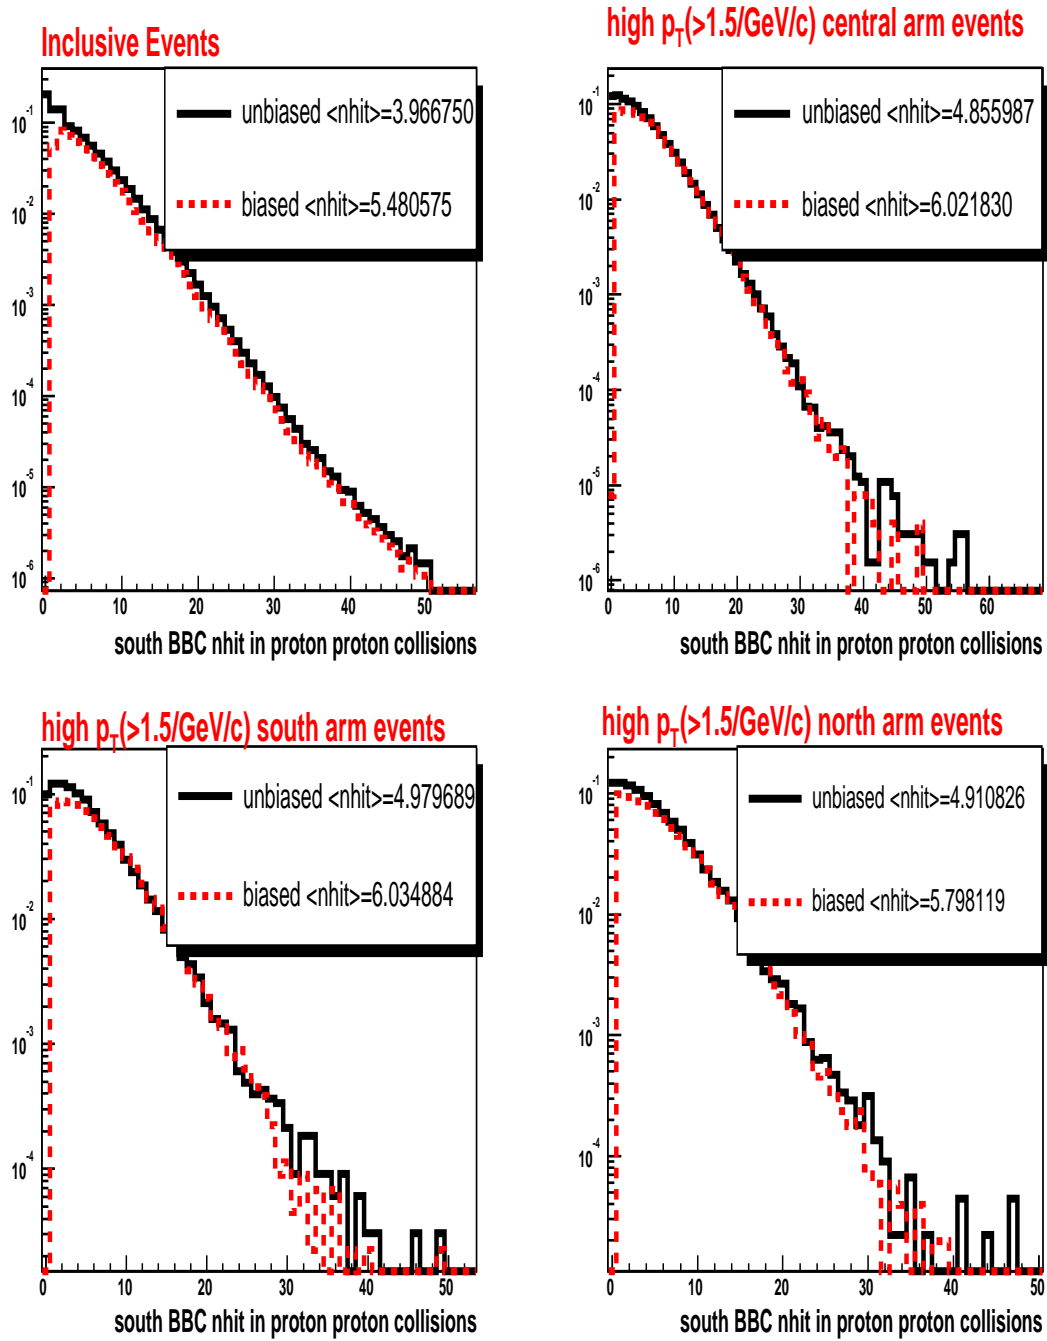 Inclusive Events
unbiased <nhit>=3.966750
biased <nhit>=5.480575
10^-1
10^-2
10^-3
10^-4
10^-5
10^-6
0 10 20 30 40 50
south BBC nhit in proton proton collisions
high p_T(>1.5/GeV/c) central arm events
unbiased <nhit>=4.855987
biased <nhit>=6.021830
10^-1
10^-2
10^-3
10^-4
10^-5
10^-6
0 10 20 30 40 50 60
south BBC nhit in proton proton collisions
high p_T(>1.5/GeV/c) south arm events
unbiased <nhit>=4.979689
biased <nhit>=6.034884
10^-1
10^-2
10^-3
10^-4
0 10 20 30 40 50
south BBC nhit in proton proton collisions
high p_T(>1.5/GeV/c) north arm events
unbiased <nhit>=4.910826
biased <nhit>=5.798119
10^-1
10^-2
10^-3
10^-4
0 10 20 30 40 50
south BBC nhit in proton proton collisions